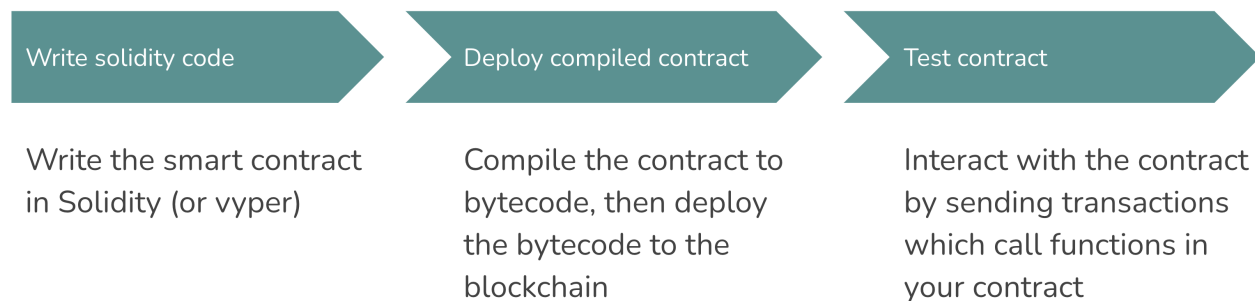 Write solidity code
Deploy compiled contract
Test contract
Write the smart contract
in Solidity (or vyper)
Compile the contract to
bytecode, then deploy
the bytecode to the
blockchain
Interact with the contract
by sending transactions
which call functions in
your contract